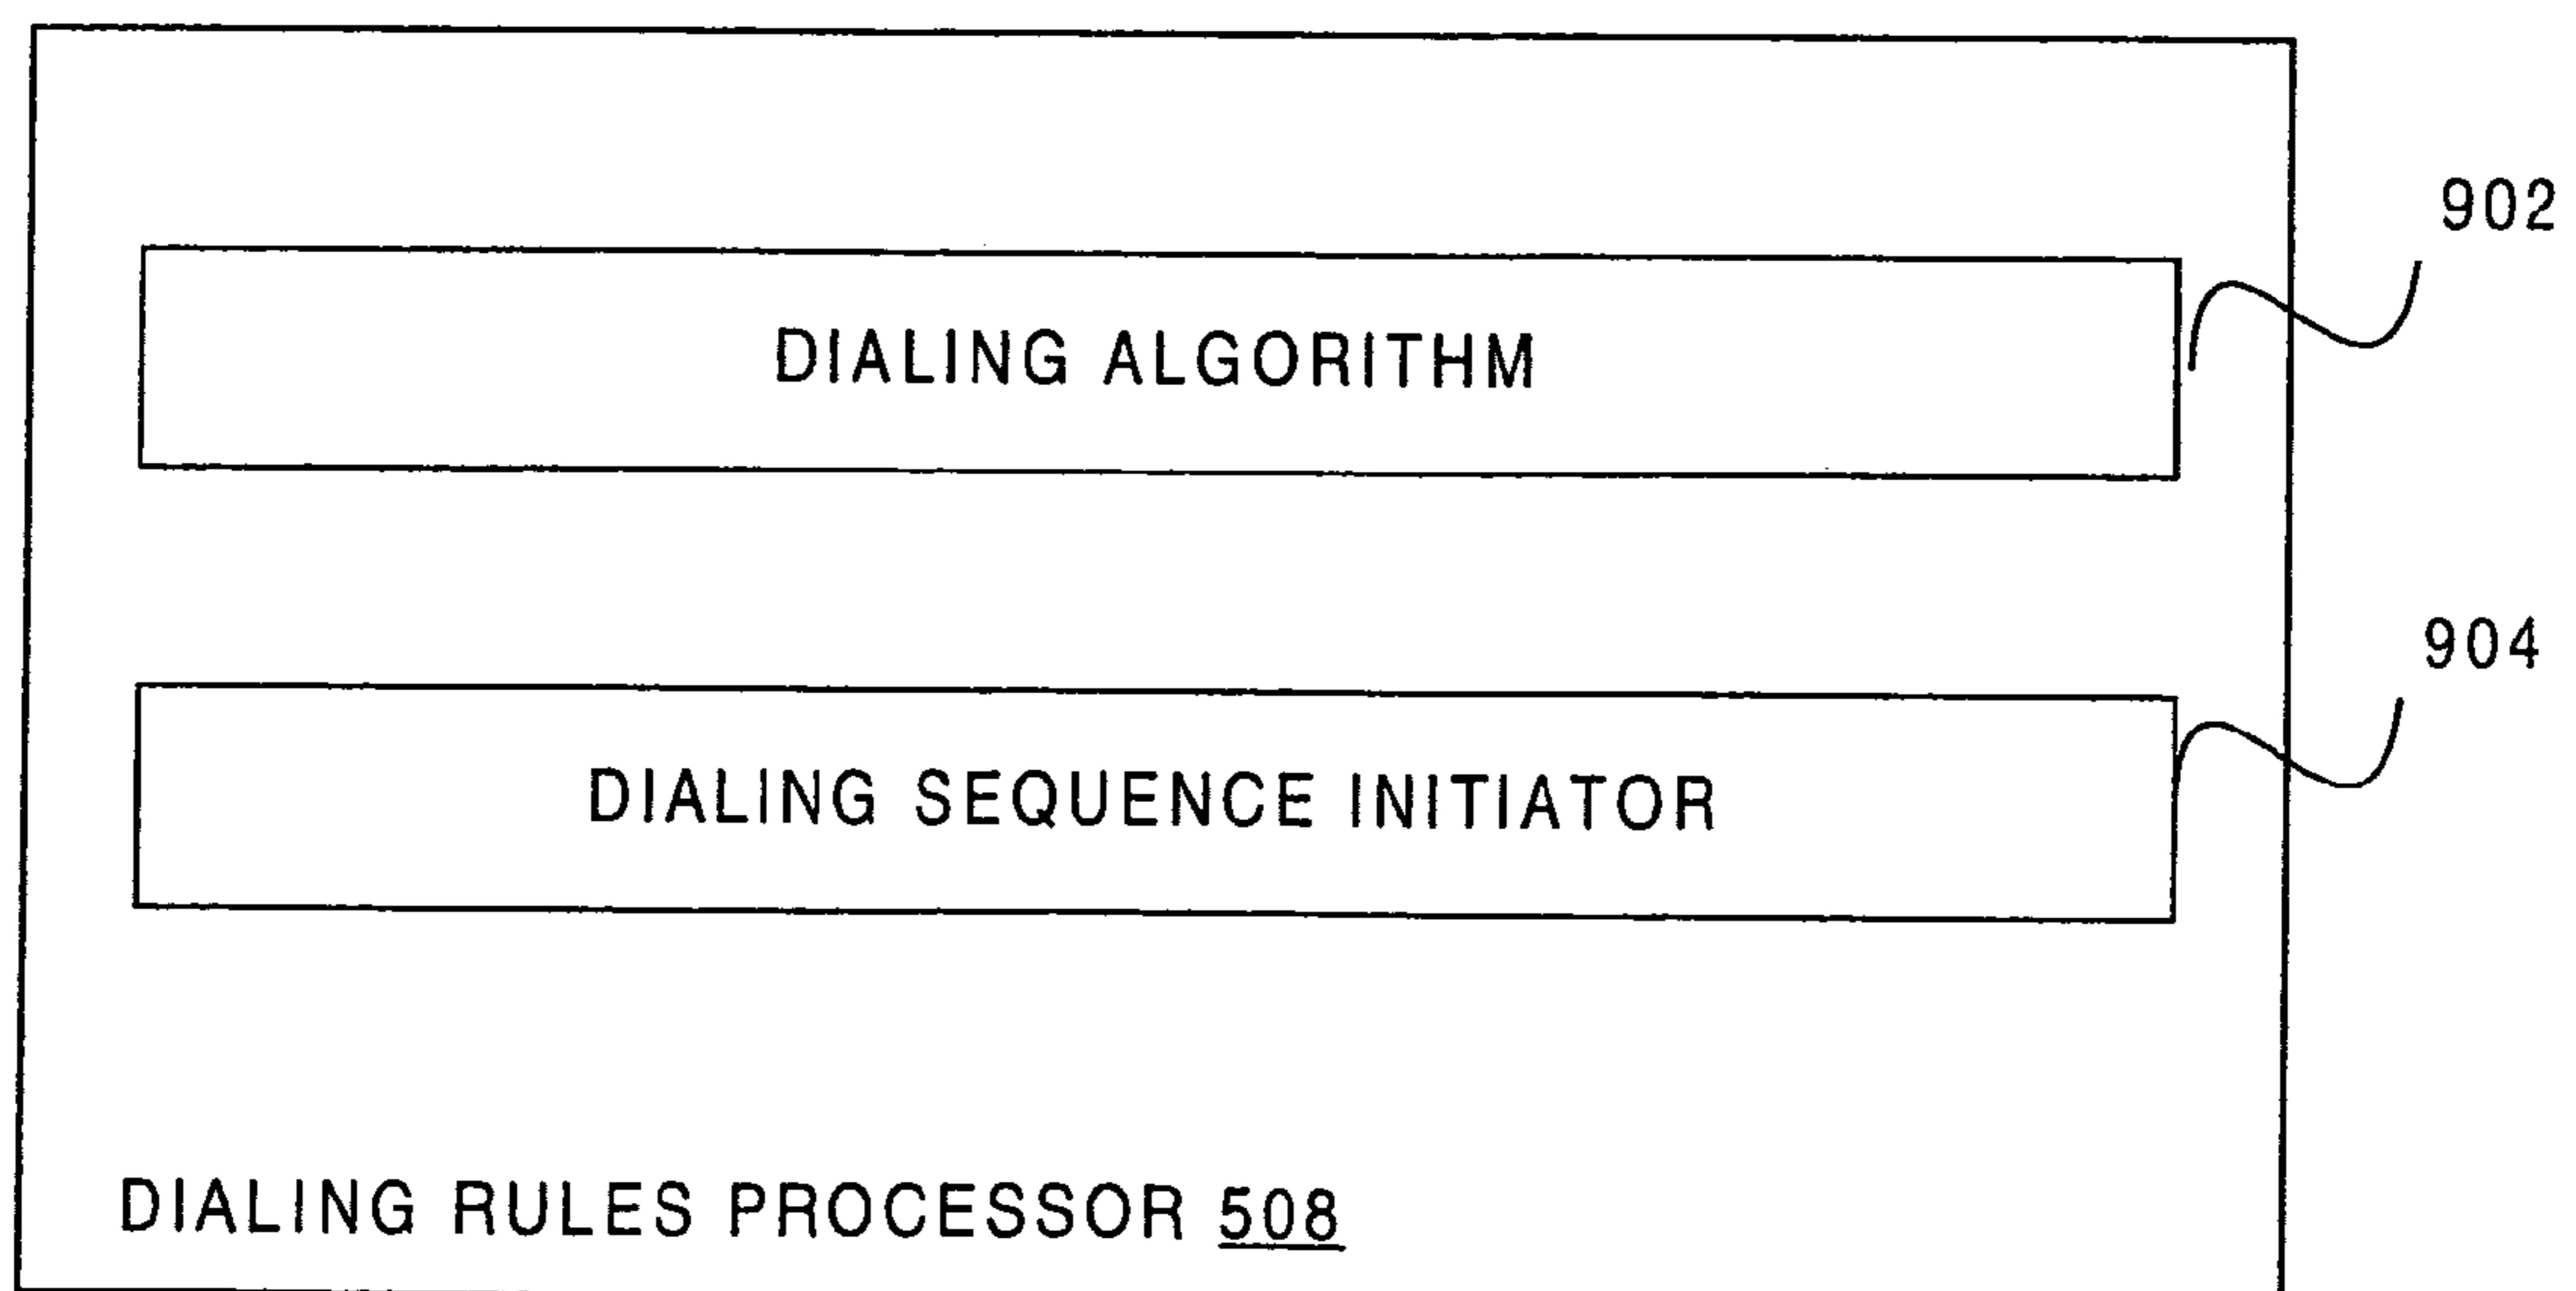 902
DIALING ALGORITHM
904
DIALING SEQUENCE INITIATOR
DIALING RULES PROCESSOR 508